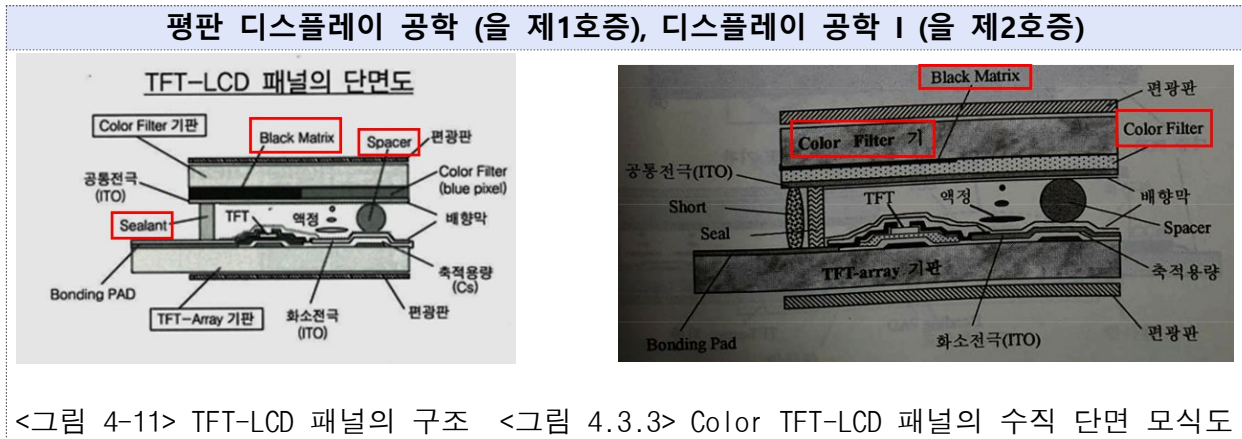 평판 디스플레이 공학 (을 제1호증), 디스플레이 공학 Ⅰ (을 제2호증)
TFT-LCD 패널의 단면도
Color Filter 기판
Black Matrix
Spacer
편광판
공통전극
(ITO)
Color Filter
(blue pixel)
TFT
액정
배향막
Sealant
축적용량
(Cs)
Bonding PAD
TFT-Array 기판
화소전극
(ITO)
편광판
Black Matrix
편광판
Color Filter 기
Color Filter
공통전극(ITO)
Short
TFT
액정
배향막
Seal
Spacer
TFT-array 기판
축적용량
Bonding Pad
화소전극(ITO)
편광판
<그림 4-11> TFT-LCD 패널의 구조 <그림 4.3.3> Color TFT-LCD 패널의 수직 단면 모식도